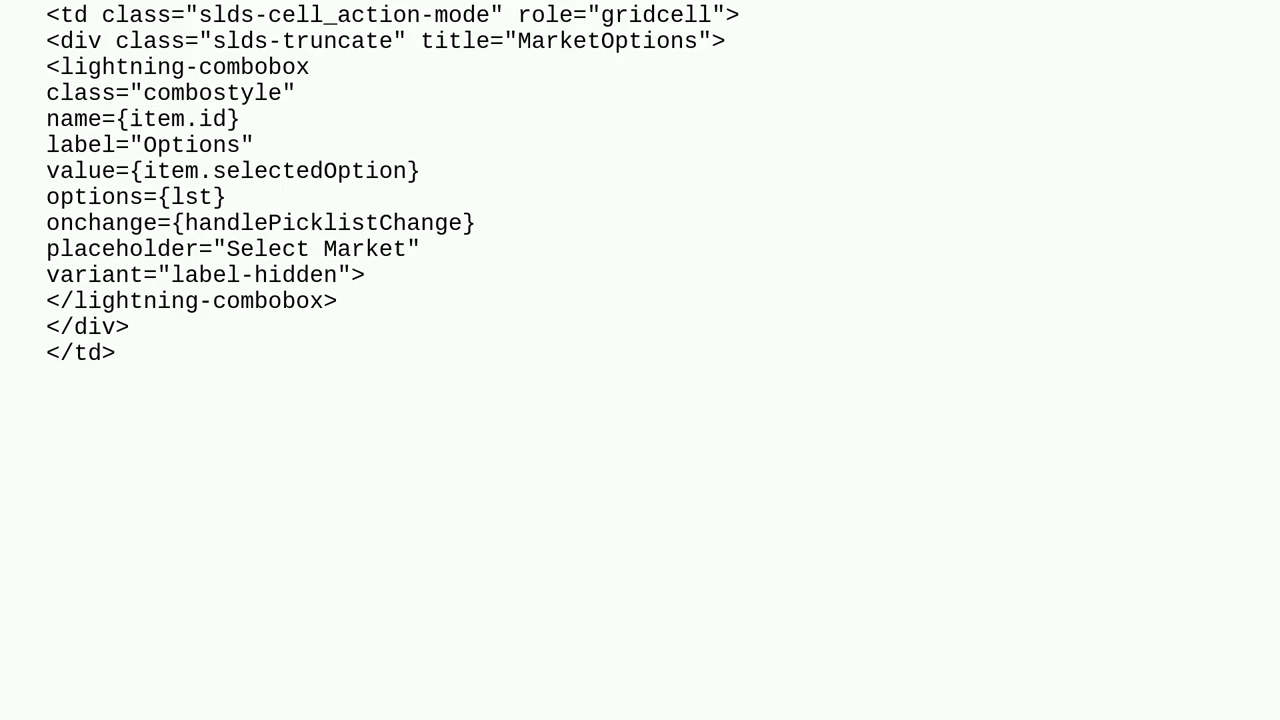 <td class="slds-cell_action-mode" role="gridcell">
<div class="slds-truncate" title="MarketOptions">
<lightning-combobox
class="combostyle"
name={item.id}
label="Options"
value={item.selectedOption}
options={lst}
onchange={handlePicklistChange}
placeholder="Select Market"
variant="label-hidden">
</lightning-combobox>
</div>
</td>